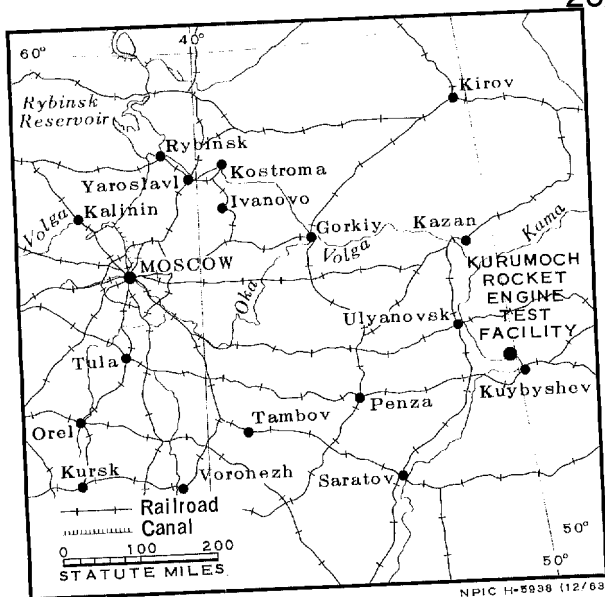 60°
40°
Rybinsk
Reservoir
Kirov
Rybinsk
Kostroma
Yaroslavl
Ivanovo
Volga
Kalinin
Gorkiy
Kazan
Kama
Volga
MOSCOW
Oka
KURUMOCH
ROCKET
ENGINE
TEST
FACILITY
Ulyanovsk
Tula
Kuybyshev
Penza
Orel
Tambov
Kursk
Voronezh
Saratov
Railroad
Canal
0 100 200
STATUTE MILES
50°
50°
NPIC H-5938 (12/63